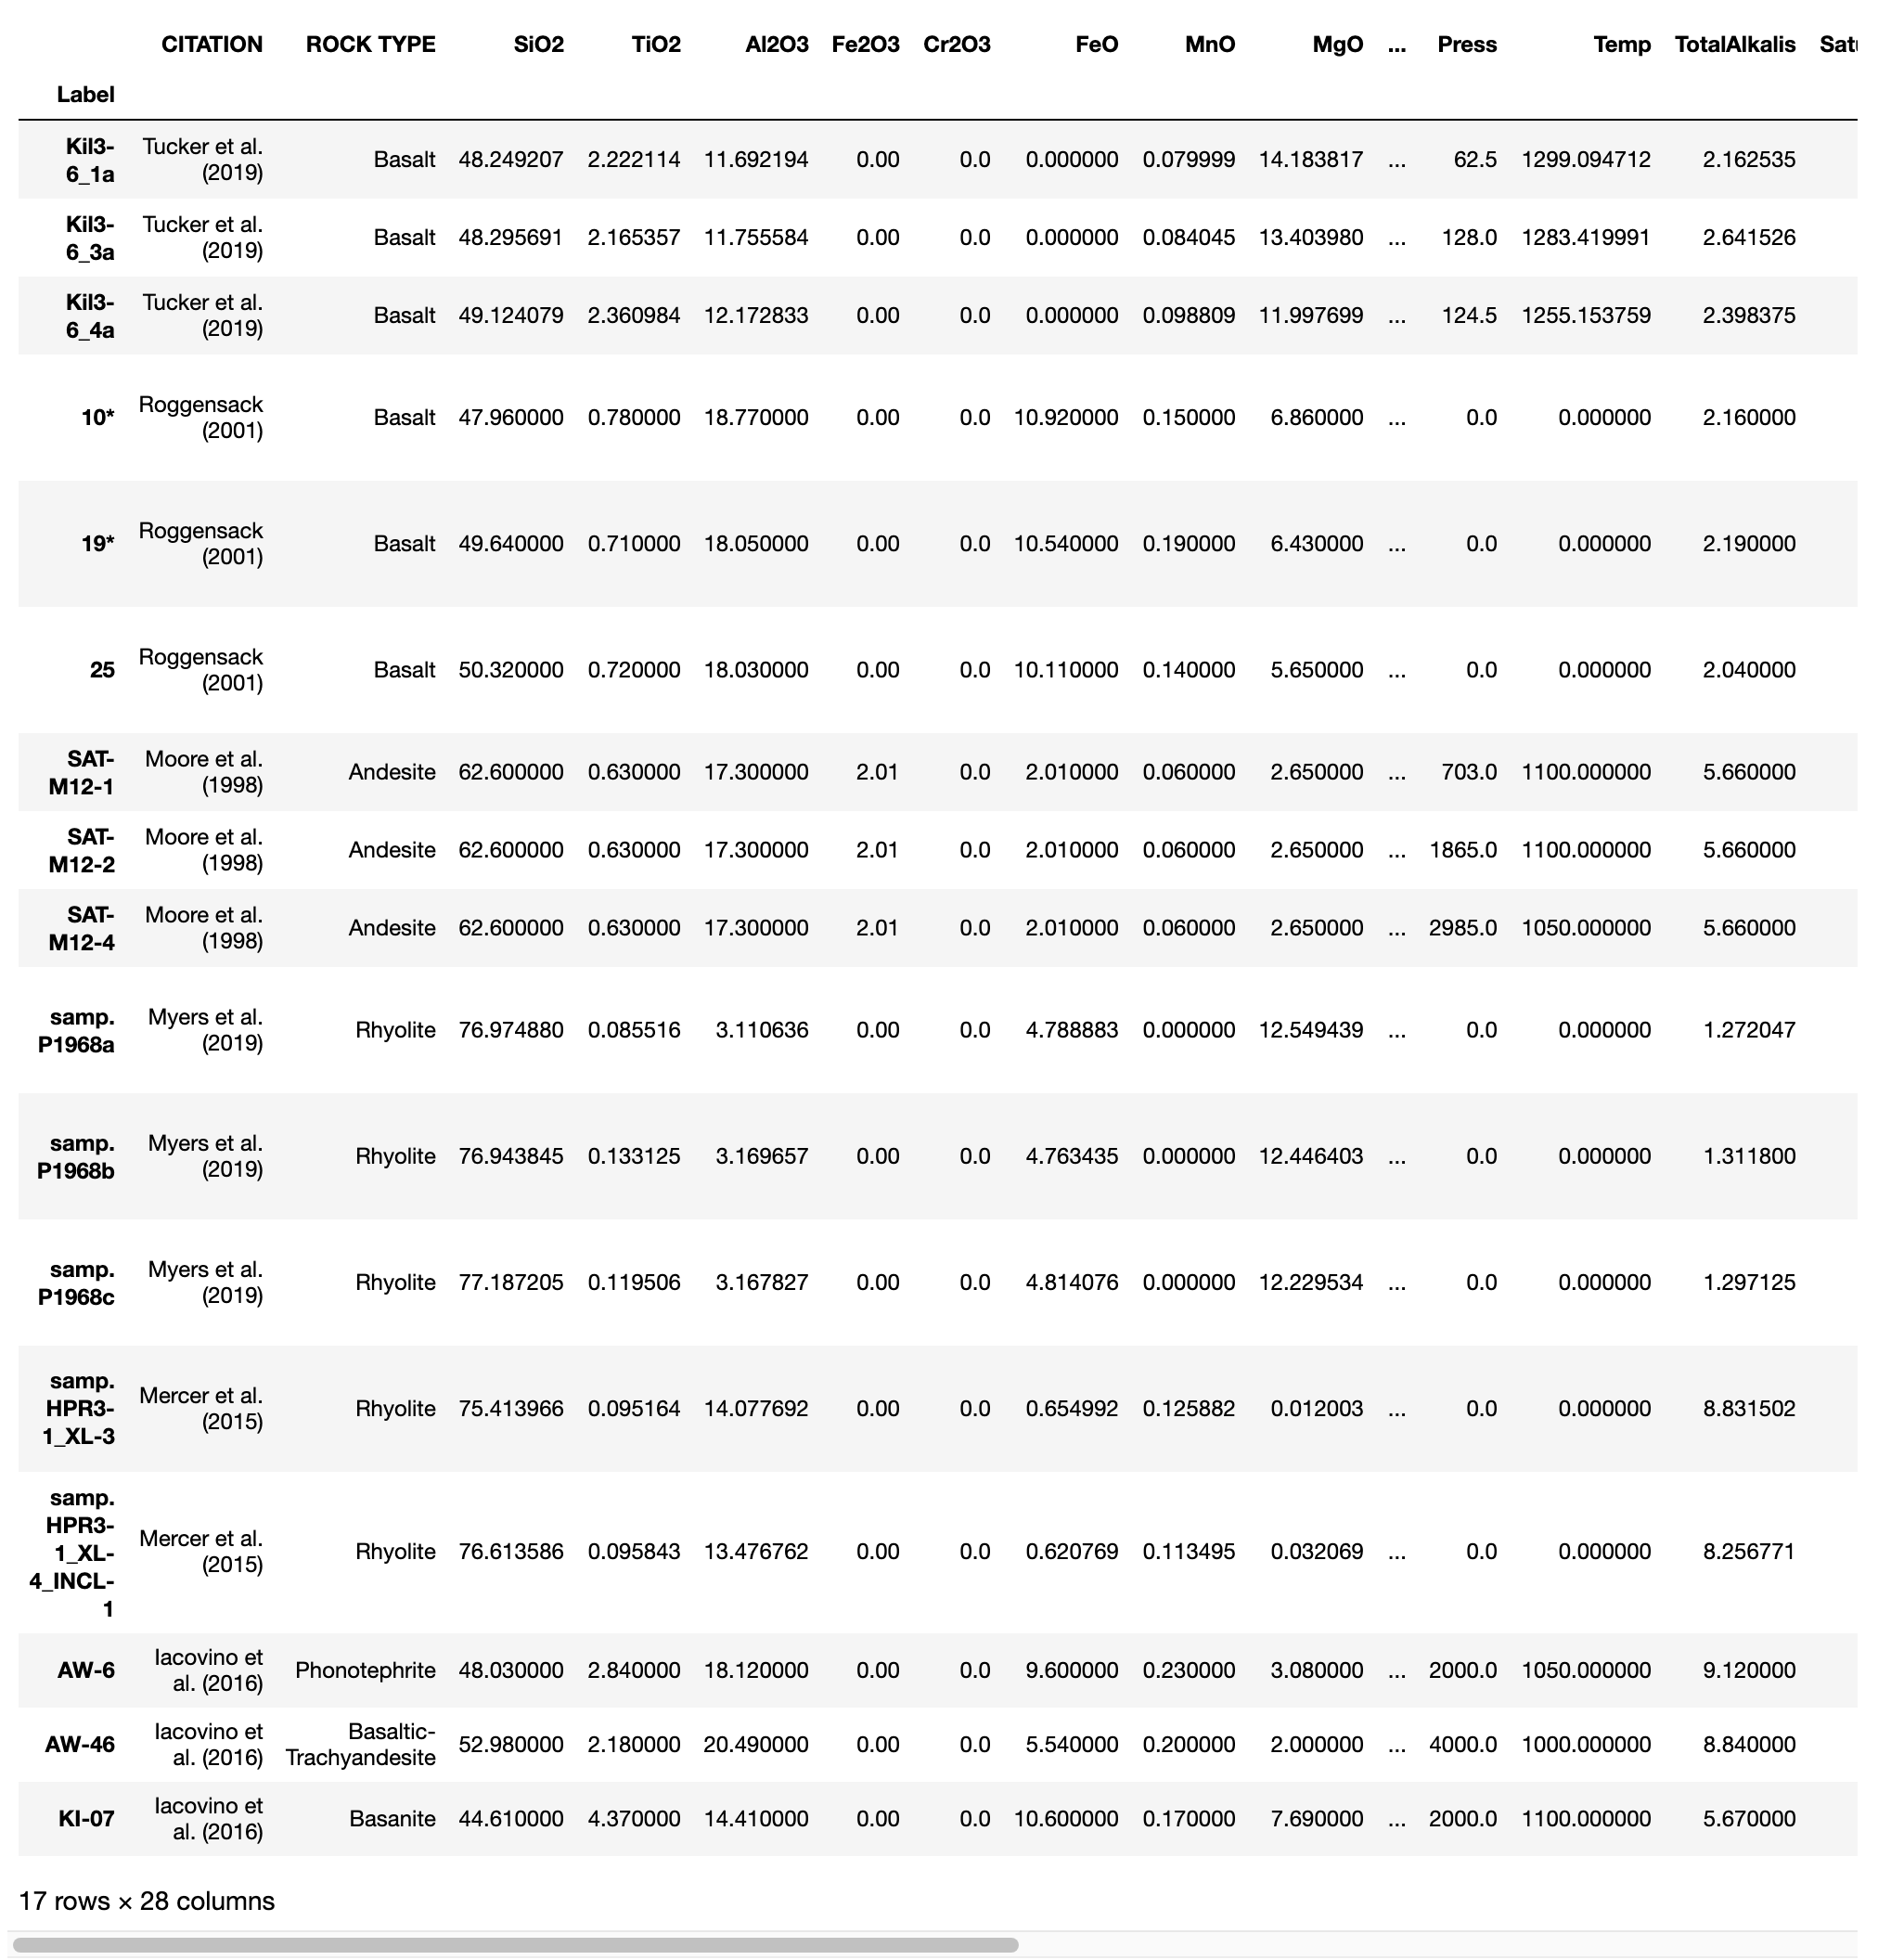 CITATION ROCK TYPE SiO2 TiO2 Al2O3 Fe2O3 Cr2O3 FeO MnO MgO ... Press Temp TotalAlkalis Satu
Label
Kil3-6_1a Tucker et al. (2019) Basalt 48.249207 2.222114 11.692194 0.00 0.0 0.000000 0.079999 14.183817 ... 62.5 1299.094712 2.162535
Kil3-6_3a Tucker et al. (2019) Basalt 48.295691 2.165357 11.755584 0.00 0.0 0.000000 0.084045 13.403980 ... 128.0 1283.419991 2.641526
Kil3-6_4a Tucker et al. (2019) Basalt 49.124079 2.360984 12.172833 0.00 0.0 0.000000 0.098809 11.997699 ... 124.5 1255.153759 2.398375
10* Roggensack (2001) Basalt 47.960000 0.780000 18.770000 0.00 0.0 10.920000 0.150000 6.860000 ... 0.0 0.000000 2.160000
19* Roggensack (2001) Basalt 49.640000 0.710000 18.050000 0.00 0.0 10.540000 0.190000 6.430000 ... 0.0 0.000000 2.190000
25 Roggensack (2001) Basalt 50.320000 0.720000 18.030000 0.00 0.0 10.110000 0.140000 5.650000 ... 0.0 0.000000 2.040000
SAT-M12-1 Moore et al. (1998) Andesite 62.600000 0.630000 17.300000 2.01 0.0 2.010000 0.060000 2.650000 ... 703.0 1100.000000 5.660000
SAT-M12-2 Moore et al. (1998) Andesite 62.600000 0.630000 17.300000 2.01 0.0 2.010000 0.060000 2.650000 ... 1865.0 1100.000000 5.660000
SAT-M12-4 Moore et al. (1998) Andesite 62.600000 0.630000 17.300000 2.01 0.0 2.010000 0.060000 2.650000 ... 2985.0 1050.000000 5.660000
samp. P1968a Myers et al. (2019) Rhyolite 76.974880 0.085516 3.110636 0.00 0.0 4.788883 0.000000 12.549439 ... 0.0 0.000000 1.272047
samp. P1968b Myers et al. (2019) Rhyolite 76.943845 0.133125 3.169657 0.00 0.0 4.763435 0.000000 12.446403 ... 0.0 0.000000 1.311800
samp. P1968c Myers et al. (2019) Rhyolite 77.187205 0.119506 3.167827 0.00 0.0 4.814076 0.000000 12.229534 ... 0.0 0.000000 1.297125
samp. HPR3-1_XL-3 Mercer et al. (2015) Rhyolite 75.413966 0.095164 14.077692 0.00 0.0 0.654992 0.125882 0.012003 ... 0.0 0.000000 8.831502
samp. HPR3-1_XL-4_INCL-1 Mercer et al. (2015) Rhyolite 76.613586 0.095843 13.476762 0.00 0.0 0.620769 0.113495 0.032069 ... 0.0 0.000000 8.256771
AW-6 Iacovino et al. (2016) Phonotephrite 48.030000 2.840000 18.120000 0.00 0.0 9.600000 0.230000 3.080000 ... 2000.0 1050.000000 9.120000
AW-46 Iacovino et al. (2016) Basaltic-Trachyandesite 52.980000 2.180000 20.490000 0.00 0.0 5.540000 0.200000 2.000000 ... 4000.0 1000.000000 8.840000
KI-07 Iacovino et al. (2016) Basanite 44.610000 4.370000 14.410000 0.00 0.0 10.600000 0.170000 7.690000 ... 2000.0 1100.000000 5.670000
17 rows × 28 columns